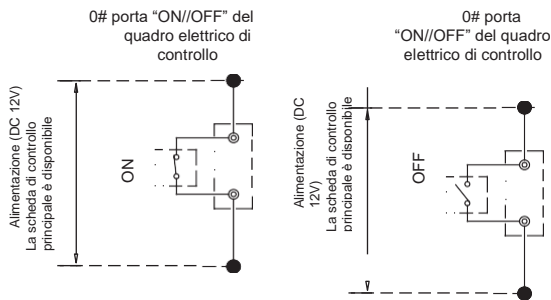 0# porta “ON//OFF” del
quadro elettrico di
controllo
Alimentazione (DC 12V)
La scheda di controllo
principale è disponibile
ON
0# porta
“ON//OFF” del quadro
elettrico di controllo
Alimentazione (DC
12V)
La scheda di controllo
principale è disponibile
OFF